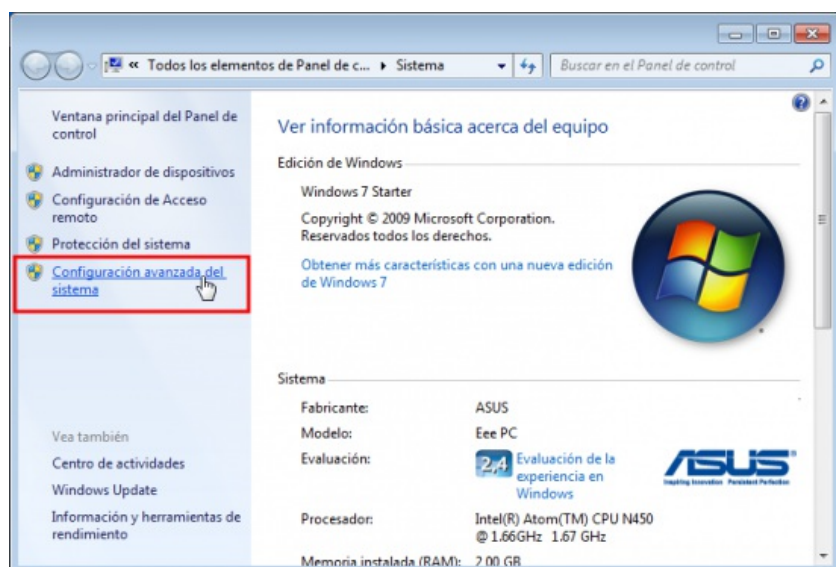 « Todos los elementos de Panel de c... ▸ Sistema
Buscar en el Panel de control
Ventana principal del Panel de
control
Administrador de dispositivos
Configuración de Acceso
remoto
Protección del sistema
Configuración avanzada del
sistema
Vea también
Centro de actividades
Windows Update
Información y herramientas de
rendimiento
Ver información básica acerca del equipo
Edición de Windows
Windows 7 Starter
Copyright © 2009 Microsoft Corporation.
Reservados todos los derechos.
Obtener más características con una nueva edición
de Windows 7
Sistema
Fabricante: ASUS
Modelo: Eee PC
Evaluación: 2,4 Evaluación de la
experiencia en
Windows
ASUS
Inspiring Innovation Persistent Perfection
Procesador: Intel(R) Atom(TM) CPU N450
@ 1.66GHz 1.67 GHz
Memoria instalada (RAM): 2.00 GB